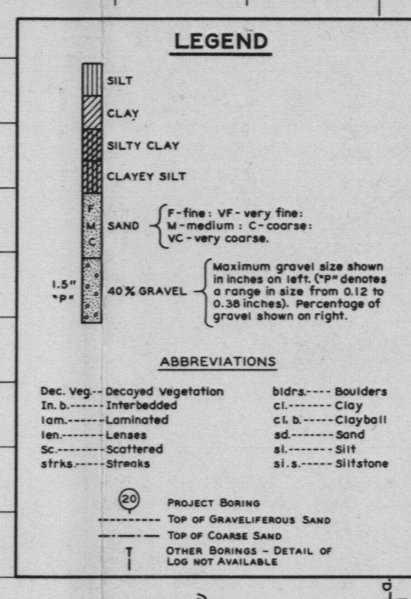 LEGEND
SILT
CLAY
SILTY CLAY
CLAYEY SILT
F
M
C
SAND
F-fine: VF-very fine:
M-medium: C-coarse:
VC-very coarse.
1.5"
"P"
40% GRAVEL
Maximum gravel size shown
in inches on left. ("P" denotes
a range in size from 0.12 to
0.38 inches). Percentage of
gravel shown on right.
ABBREVIATIONS
Dec. Veg.-- Decayed Vegetation
In. b.------ Interbedded
lam.------ Laminated
len.------- Lenses
Sc.------- Scattered
strks.----- Streaks
bldrs.---- Boulders
cl.------- Clay
cl. b.----- Clayball
sd.------ Sand
sl.------- Silt
sl.s.------ Siltstone
20 PROJECT BORING
TOP OF GRAVELIFEROUS SAND
TOP OF COARSE SAND
T OTHER BORINGS - DETAIL OF
LOG NOT AVAILABLE